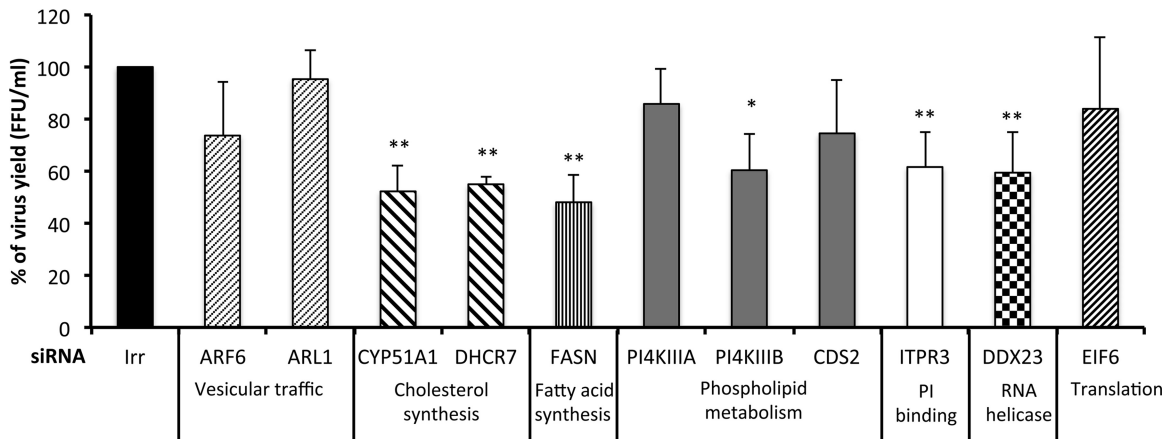 120
100
80
60
40
20
0
% of virus yield (FFU/ml)
** ** ** * ** **
siRNA Irr ARF6 ARL1 CYP51A1 DHCR7 FASN PI4KIIIA PI4KIIIB CDS2 ITPR3 DDX23 EIF6
Vesicular traffic
Cholesterol
synthesis
Fatty acid
synthesis
Phospholipid
metabolism
PI
binding
RNA
helicase
Translation